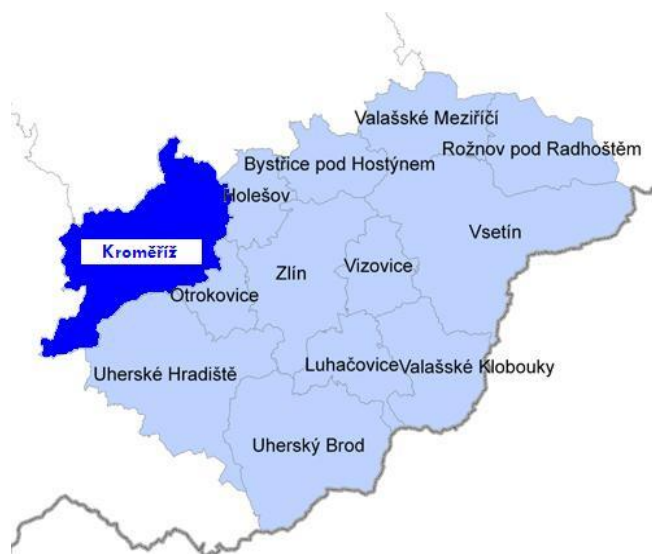 Valašské Meziříčí
Rožnov pod Radhoštěm
Bystřice pod Hostýnem
Holešov
Vsetín
Kroměříž
Zlín
Vizovice
Otrokovice
Luhačovice
Valašské Klobouky
Uherské Hradiště
Uherský Brod